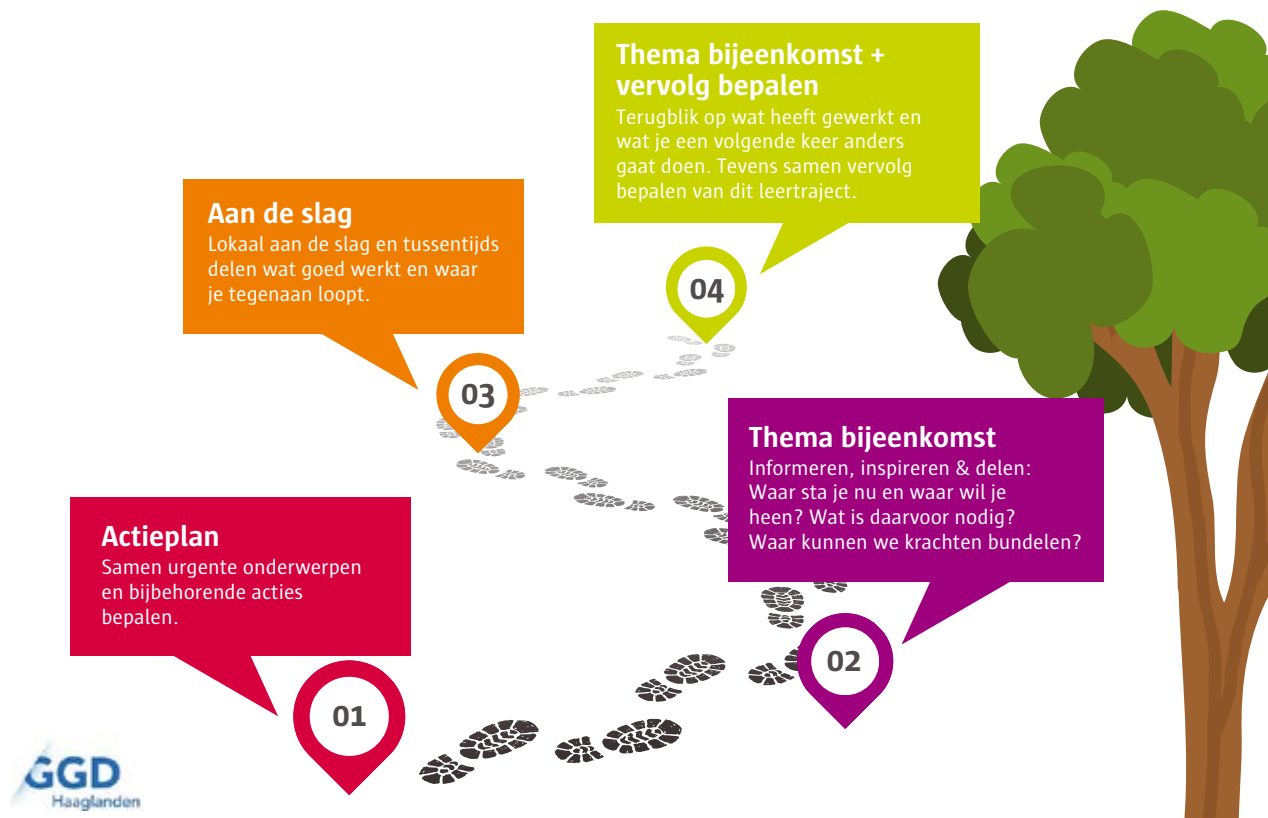 Thema bijeenkomst +
vervolg bepalen
Terugblik op wat heeft gewerkt en
wat je een volgende keer anders
gaat doen. Tevens samen vervolg
bepalen van dit leertraject.
04
Aan de slag
Lokaal aan de slag en tussentijds
delen wat goed werkt en waar
je tegenaan loopt.
03
Thema bijeenkomst
Informeren, inspireren & delen:
Waar sta je nu en waar wil je
heen? Wat is daarvoor nodig?
Waar kunnen we krachten bundelen?
02
Actieplan
Samen urgente onderwerpen
en bijbehorende acties
bepalen.
01
GGD
Haaglanden